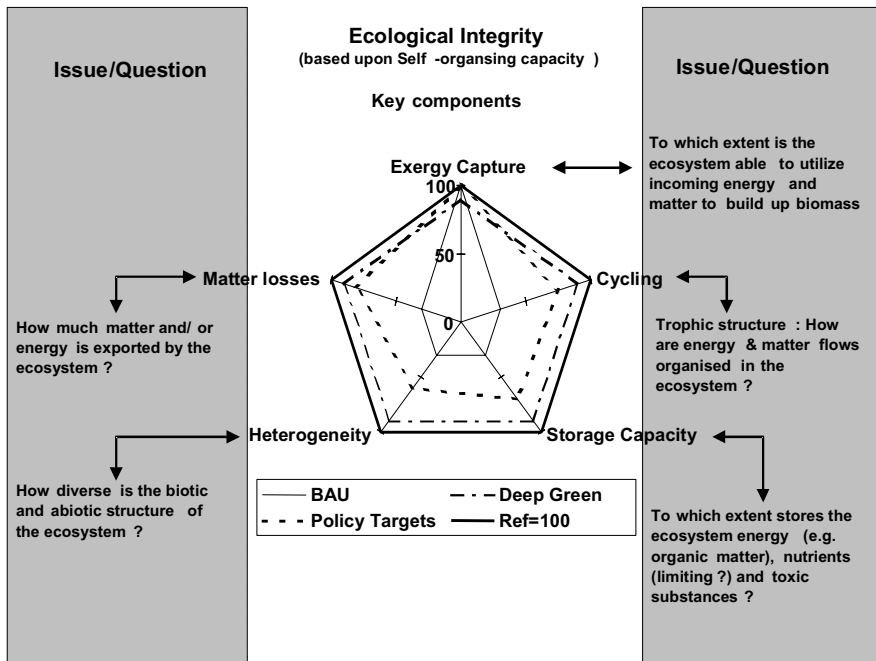 Issue/Question
How much matter and/ or
energy is exported by the
ecosystem ?
How diverse is the biotic
and abiotic structure of
the ecosystem ?
Ecological Integrity
(based upon Self -organsing capacity )
Key components
Exergy Capture
100
50
0
Matter losses
Cycling
Heterogeneity
Storage Capacity
BAU
Deep Green
Policy Targets
Ref=100
Issue/Question
To which extent is the
ecosystem able to utilize
incoming energy and
matter to build up biomass
Trophic structure : How
are energy & matter flows
organised in the
ecosystem ?
To which extent stores the
ecosystem energy (e.g.
organic matter), nutrients
(limiting ?) and toxic
substances ?